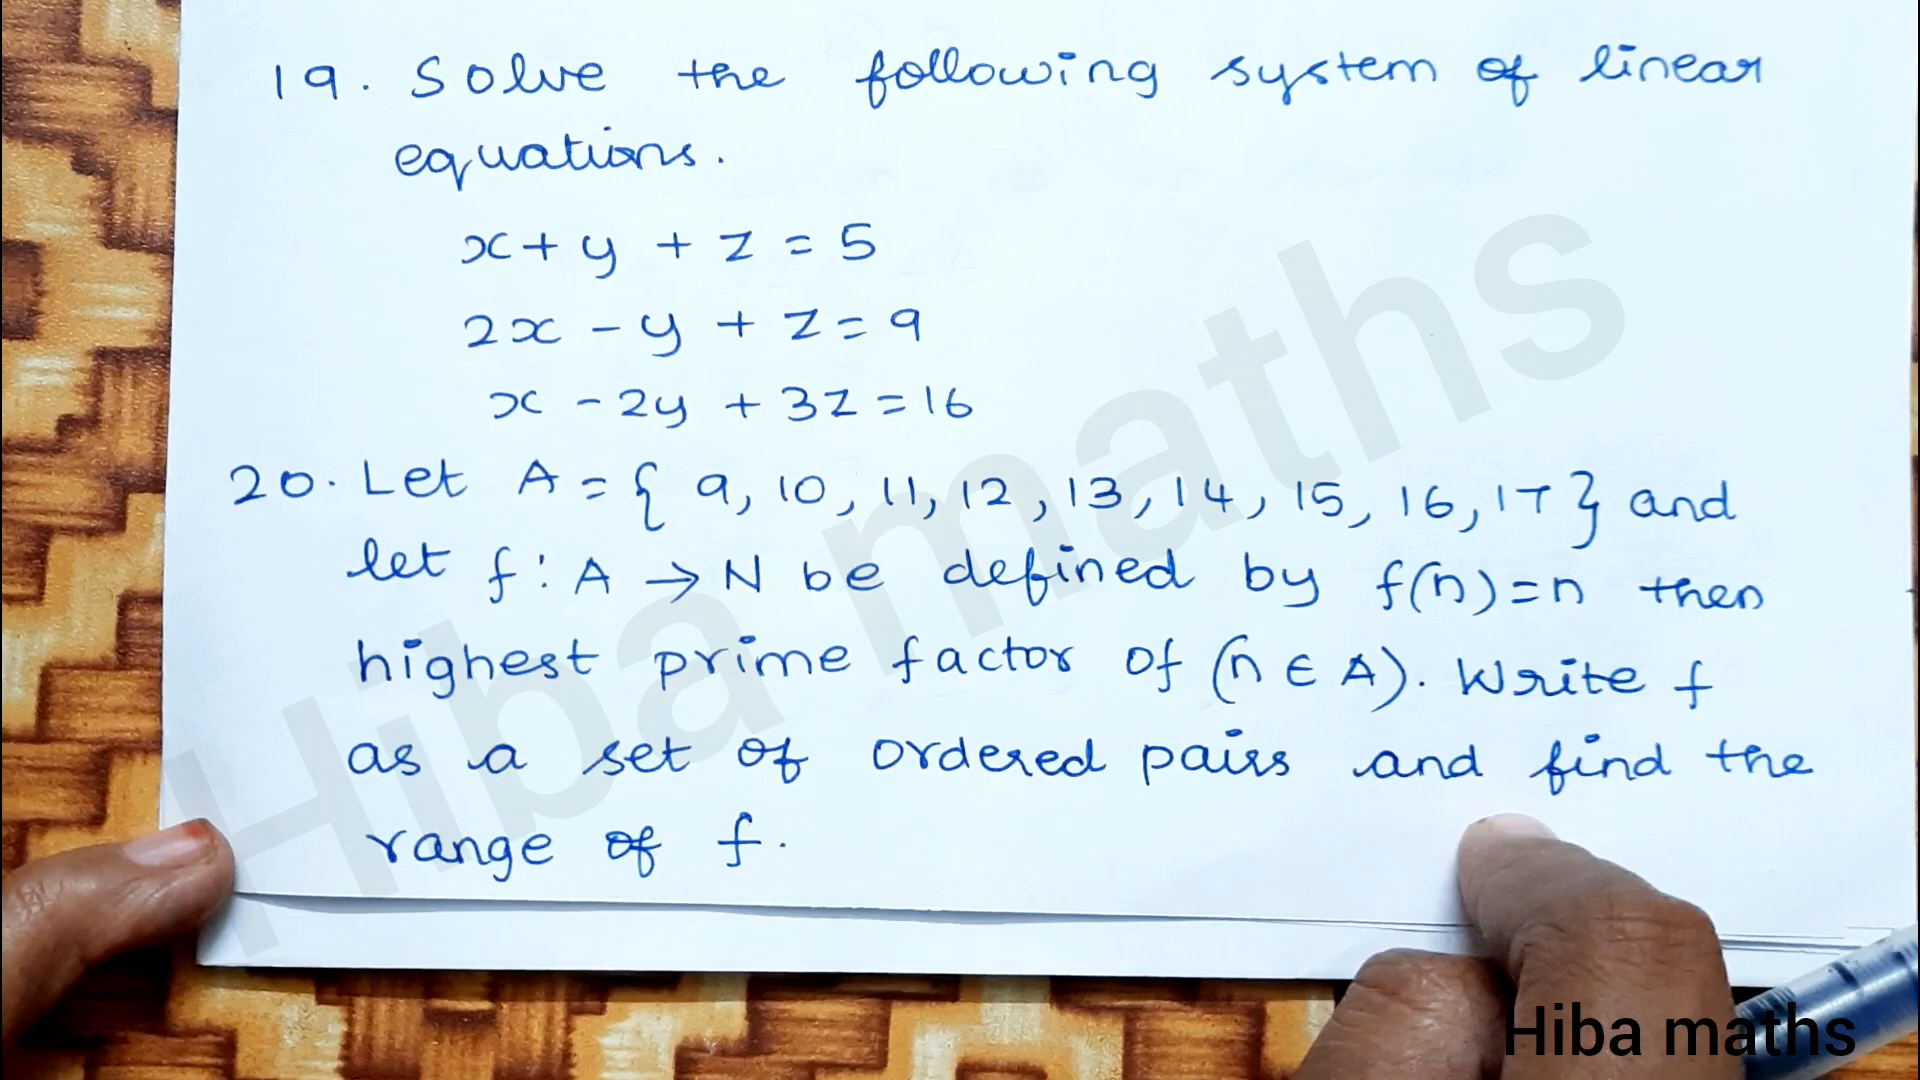 19. Solve the following system of linear
equations.
x + y + z = 5
2x - y + z = 9
x - 2y + 3z = 16
20. Let A = { 9, 10, 11, 12, 13, 14, 15, 16, 17 } and
let f : A → N be defined by f(n) = n then
highest prime factor of (n ∈ A). Write f
as a set of ordered pairs and find the
range of f.
Hiba maths
Hiba maths